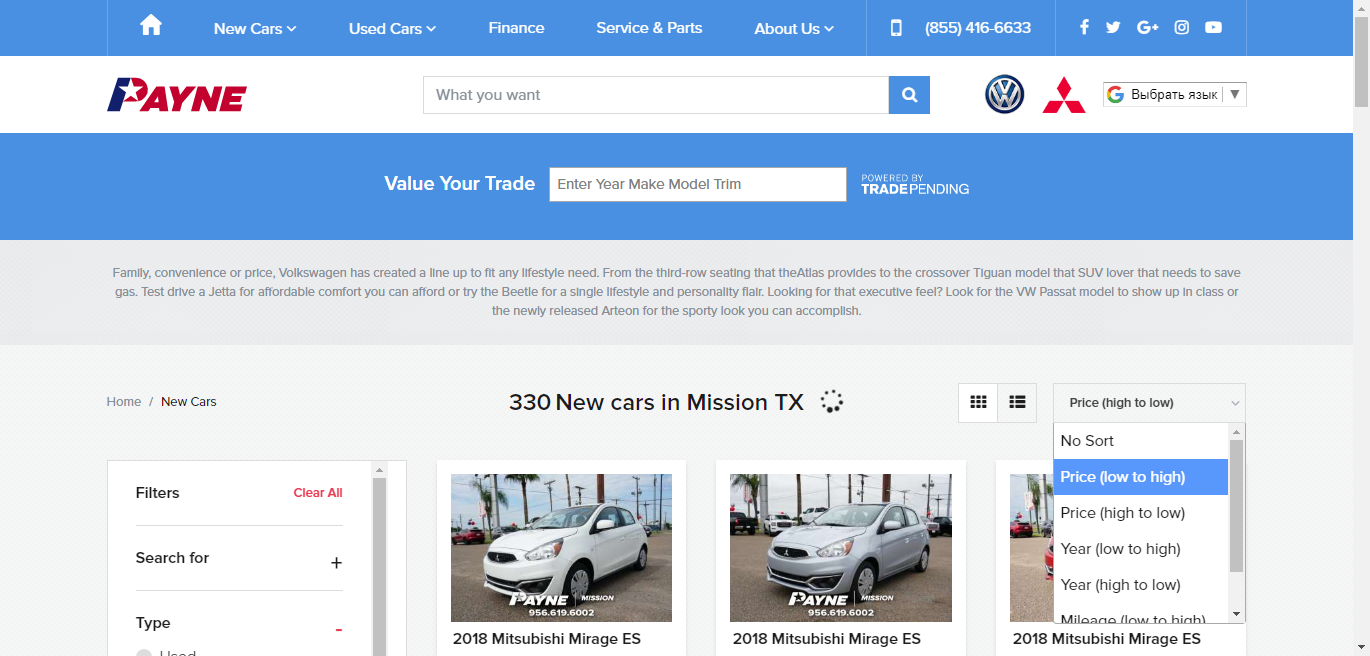 New Cars
Used Cars
Finance
Service & Parts
About Us
(855) 416-6633
PAYNE
What you want
Выбрать язык ▼
Value Your Trade
Enter Year Make Model Trim
POWERED BY
TRADEPENDING
Family, convenience or price, Volkswagen has created a line up to fit any lifestyle need. From the third-row seating that theAtlas provides to the crossover Tiguan model that SUV lover that needs to save
gas. Test drive a Jetta for affordable comfort you can afford or try the Beetle for a single lifestyle and personality flair. Looking for that executive feel? Look for the VW Passat model to show up in class or
the newly released Arteon for the sporty look you can accomplish.
Home / New Cars
330 New cars in Mission TX
Price (high to low)
No Sort
Price (low to high)
Price (high to low)
Year (low to high)
Year (high to low)
Mileage (low to high)
Filters
Clear All
Search for
+
Type
-
Used
PAYNE MISSION
956.619.6002
2018 Mitsubishi Mirage ES
PAYNE MISSION
956.619.6002
2018 Mitsubishi Mirage ES
2018 Mitsubishi Mirage ES